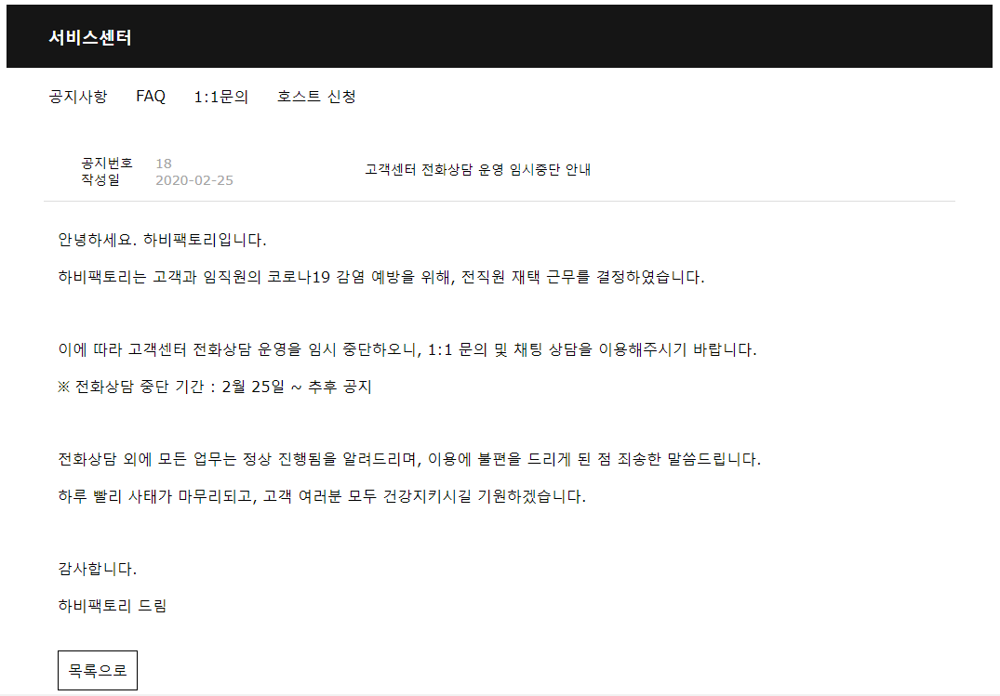 서비스센터
공지사항 FAQ 1:1문의 호스트 신청
공지번호 18
작성일 2020-02-25
고객센터 전화상담 운영 임시중단 안내
안녕하세요. 하비팩토리입니다.
하비팩토리는 고객과 임직원의 코로나19 감염 예방을 위해, 전직원 재택 근무를 결정하였습니다.
이에 따라 고객센터 전화상담 운영을 임시 중단하오니, 1:1 문의 및 채팅 상담을 이용해주시기 바랍니다.
※ 전화상담 중단 기간 : 2월 25일 ~ 추후 공지
전화상담 외에 모든 업무는 정상 진행됨을 알려드리며, 이용에 불편을 드리게 된 점 죄송한 말씀드립니다.
하루 빨리 사태가 마무리되고, 고객 여러분 모두 건강지키시길 기원하겠습니다.
감사합니다.
하비팩토리 드림
목록으로